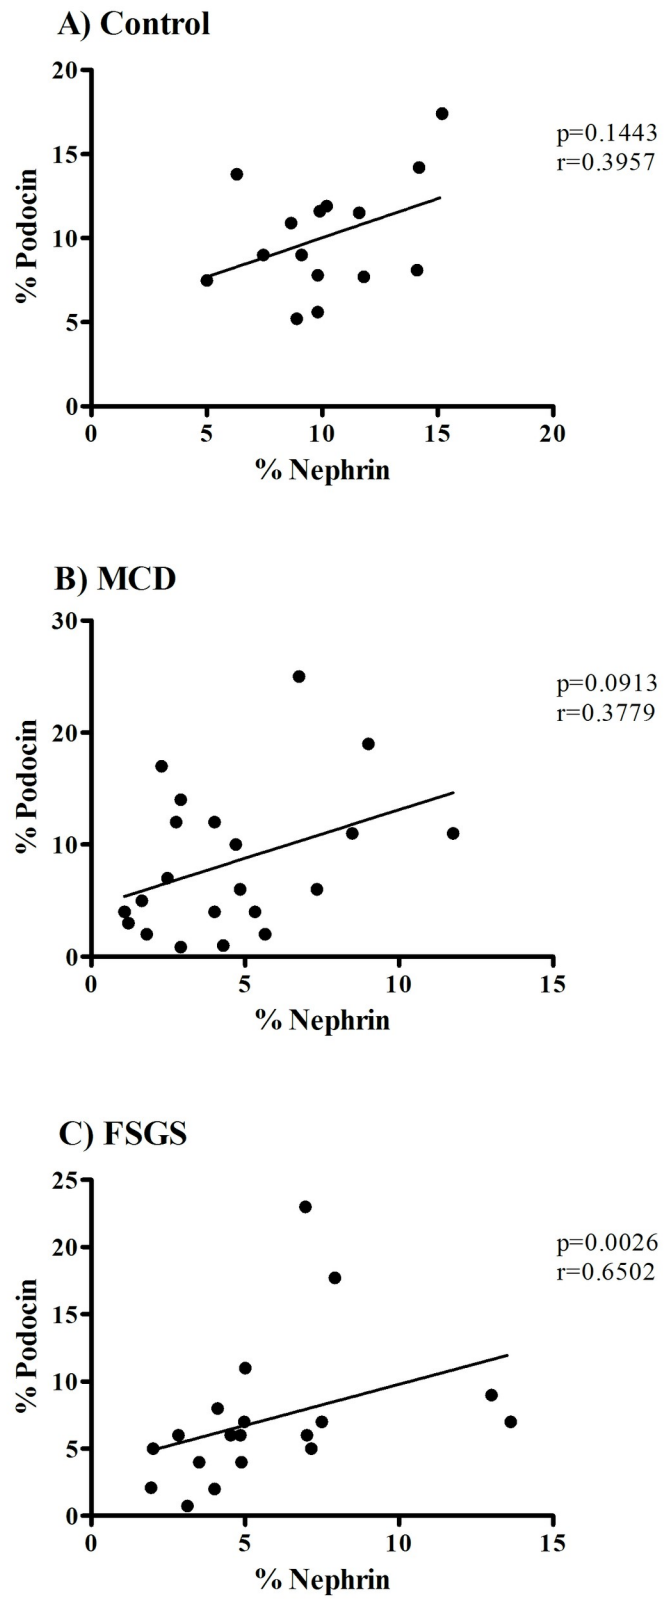 A) Control
20
15
10
5
0
% Podocin
p=0.1443
r=0.3957
0 5 10 15 20
% Nephrin
B) MCD
30
20
10
0
% Podocin
p=0.0913
r=0.3779
0 5 10 15
% Nephrin
C) FSGS
25
20
15
10
5
0
% Podocin
p=0.0026
r=0.6502
0 5 10 15
% Nephrin